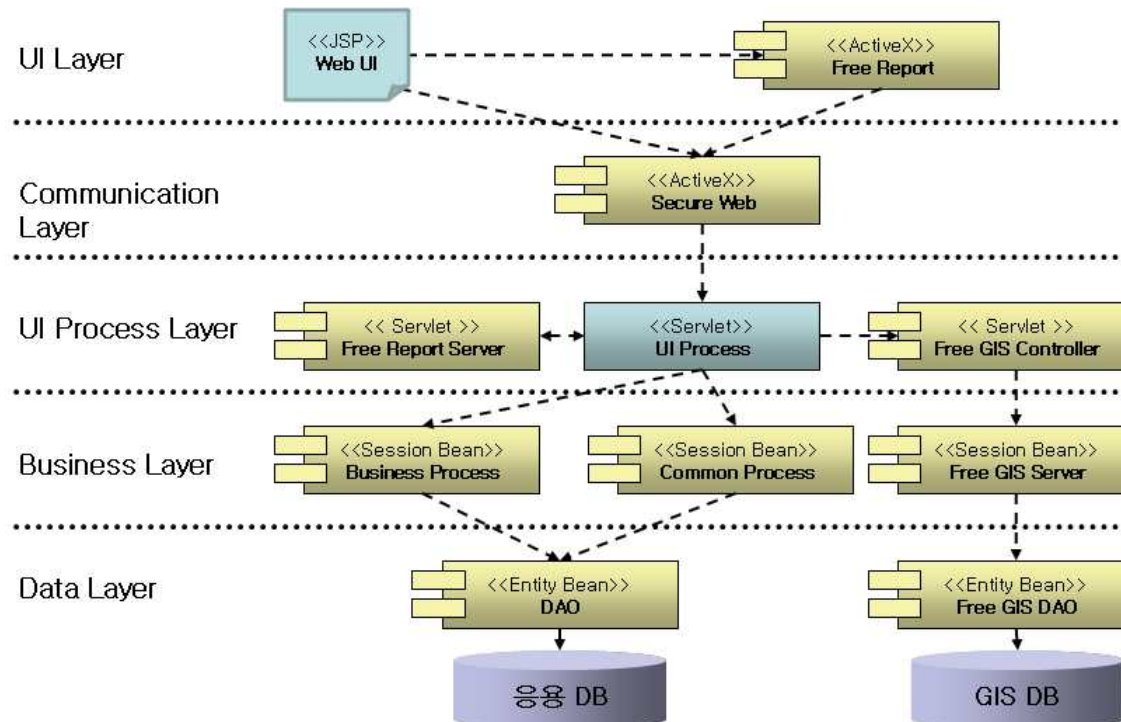 UI Layer
<<JSP>>
Web UI
<<ActiveX>>
Free Report
Communication
Layer
<<ActiveX>>
Secure Web
UI Process Layer
<< Servlet >>
Free Report Server
<<Servlet>>
UI Process
<< Servlet >>
Free GIS Controller
Business Layer
<<Session Bean>>
Business Process
<<Session Bean>>
Common Process
<<Session Bean>>
Free GIS Server
Data Layer
<<Entity Bean>>
DAO
<<Entity Bean>>
Free GIS DAO
응용 DB
GIS DB